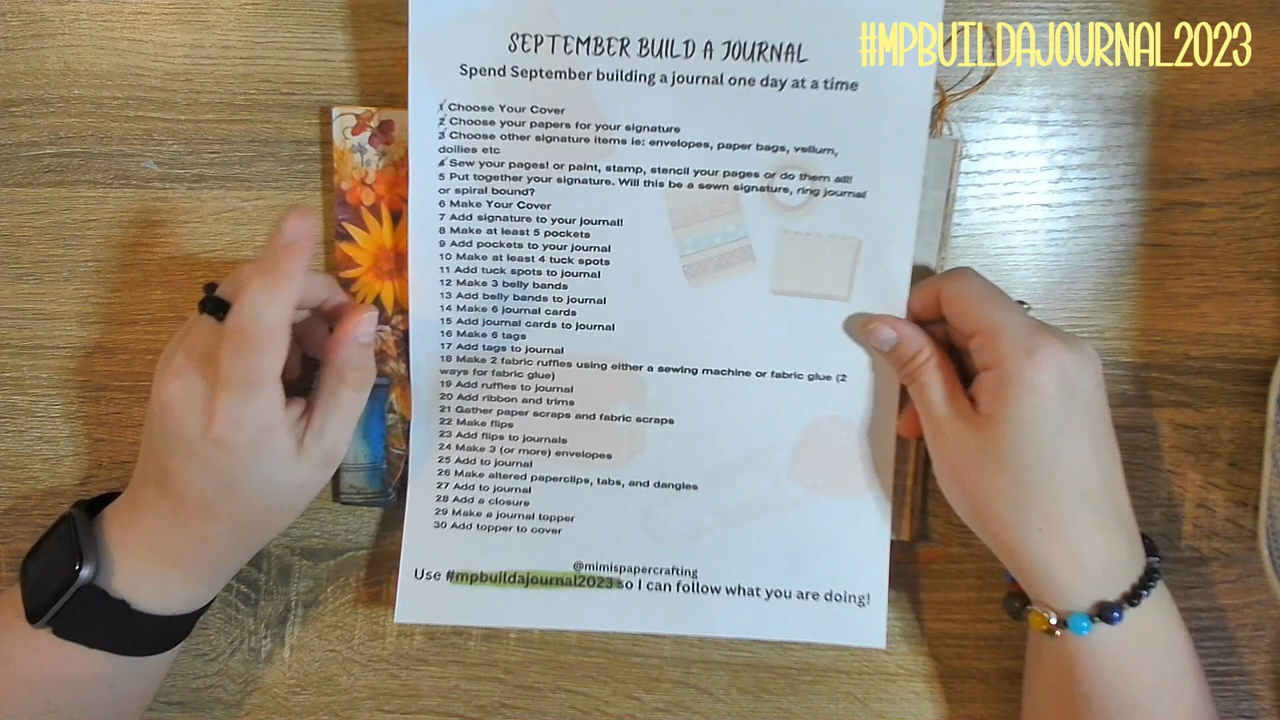 #MPBUILDAJOURNAL2023
SEPTEMBER BUILD A JOURNAL
Spend September building a journal one day at a time
1 Choose Your Cover
2 Choose your papers for your signature
3 Choose other signature items ie: envelopes, paper bags, vellum,
doilies etc
4 Sew your pages! or paint, stamp, stencil your pages or do them all!
5 Put together your signature. Will this be a sewn signature, ring journal
or spiral bound?
6 Make Your Cover
7 Add signature to your journal!
8 Make at least 5 pockets
9 Add pockets to your journal
10 Make at least 4 tuck spots
11 Add tuck spots to journal
12 Make 3 belly bands
13 Add belly bands to journal
14 Make 6 journal cards
15 Add journal cards to journal
16 Make 6 tags
17 Add tags to journal
18 Make 2 fabric ruffles using either a sewing machine or fabric glue (2
ways for fabric glue)
19 Add ruffles to journal
20 Add ribbon and trims
21 Gather paper scraps and fabric scraps
22 Make flips
23 Add flips to journals
24 Make 3 (or more) envelopes
25 Add to journal
26 Make altered paperclips, tabs, and dangles
27 Add to journal
28 Add a closure
29 Make a journal topper
30 Add topper to cover
@mimispapercrafting
Use #mpbuildajournal2023 so I can follow what you are doing!